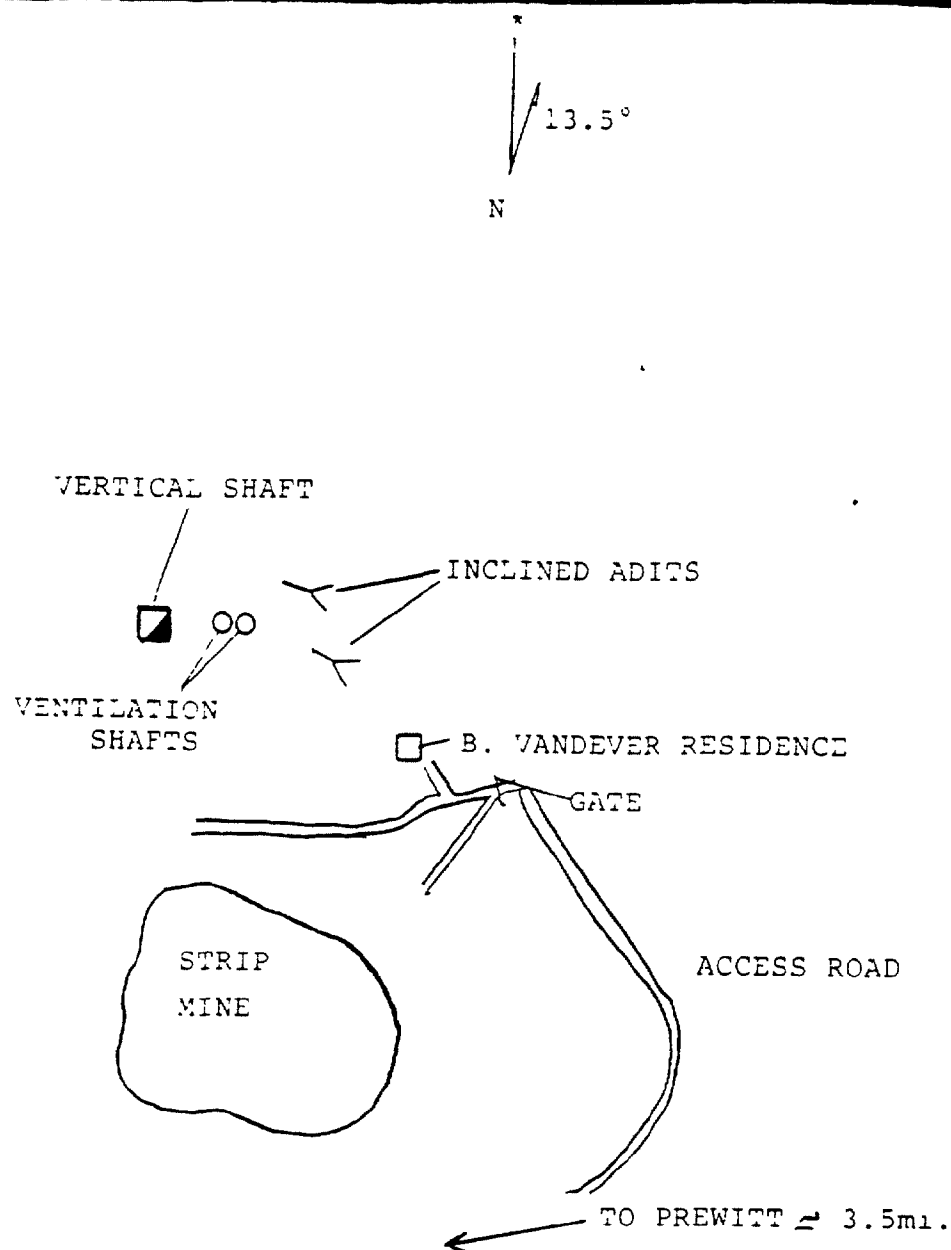 *
13.5°
N
VERTICAL SHAFT
INCLINED ADITS
VENTILATION
SHAFTS
B. VANDEVER RESIDENCE
GATE
STRIP
MINE
ACCESS ROAD
TO PREWITT ≃ 3.5mi.